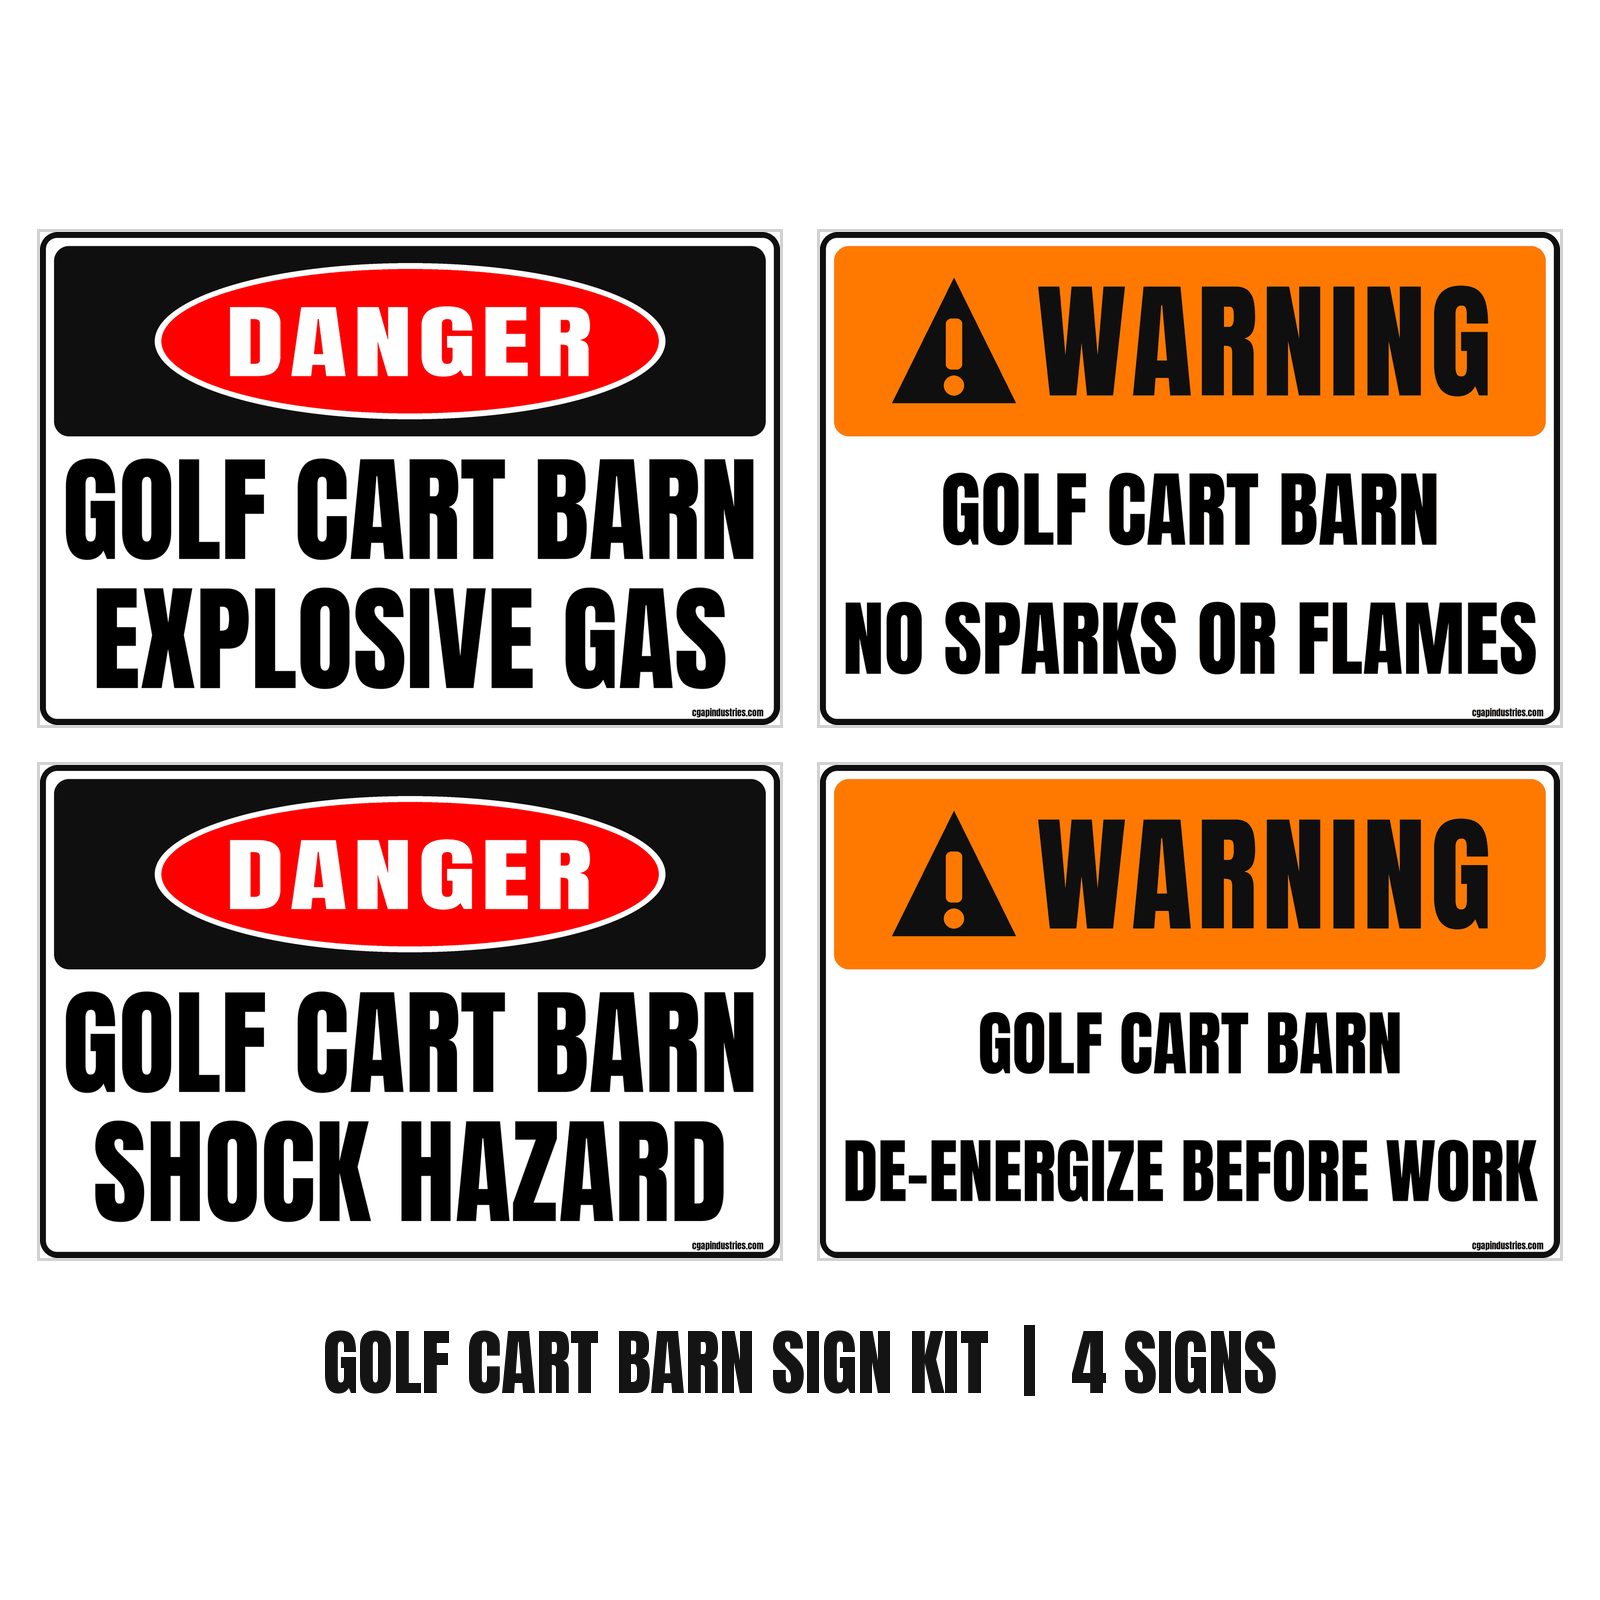 DANGER
GOLF CART BARN
EXPLOSIVE GAS
cgapindustries.com
WARNING
GOLF CART BARN
NO SPARKS OR FLAMES
cgapindustries.com
DANGER
GOLF CART BARN
SHOCK HAZARD
cgapindustries.com
WARNING
GOLF CART BARN
DE-ENERGIZE BEFORE WORK
cgapindustries.com
GOLF CART BARN SIGN KIT | 4 SIGNS